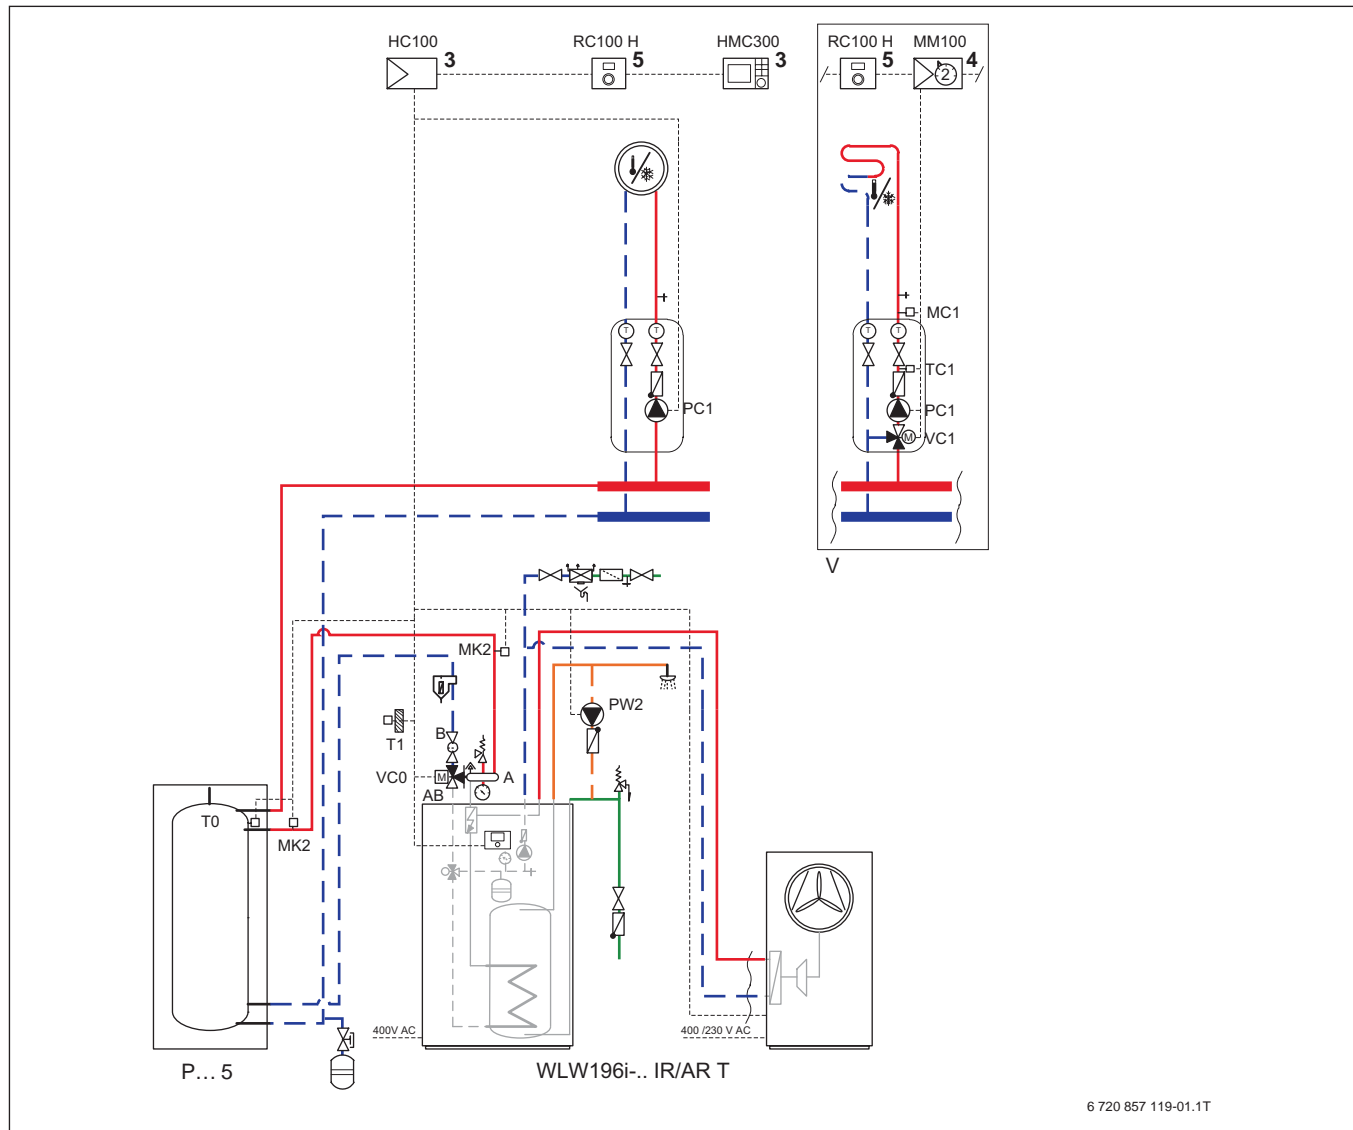 HC100
3
RC100 H
5
HMC300
3
RC100 H
5
MM100
4
2
MC1
T
T
T
T
TC1
PC1
PC1
M
VC1
V
MK2
PW2
T1
B
VC0
M
A
AB
T0
MK2
400V AC
400 /230 V AC
P... 5
WLW196i-.. IR/AR T
6 720 857 119-01.1T